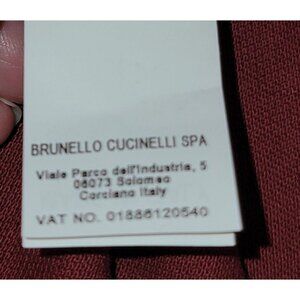 BRUNELLO CUCINELLI SPA
Viale Parco dell'Industria, 5
06073 Solomeo
Corciano Italy
VAT NO. 01886120540